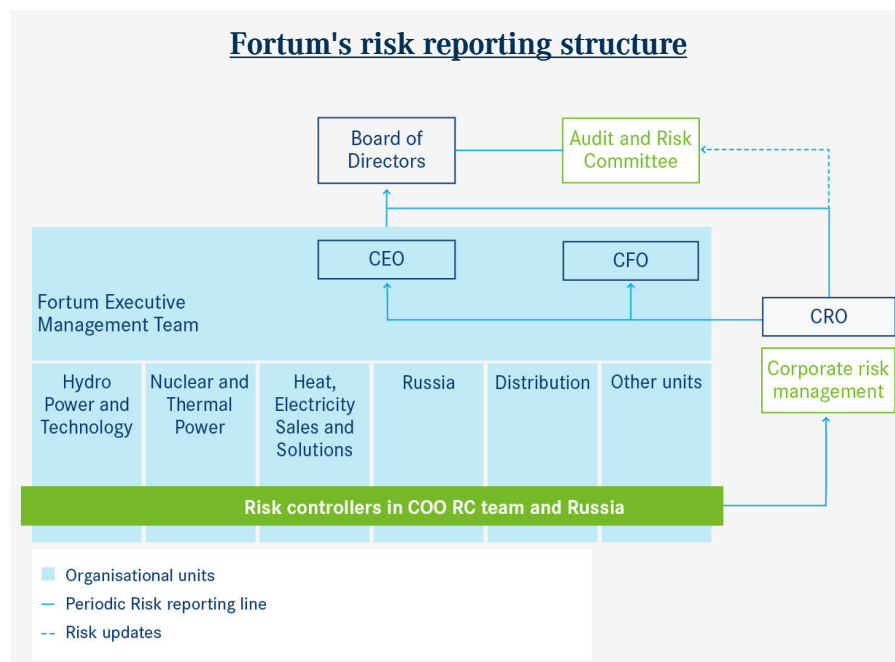 Fortum's risk reporting structure
Board of
Directors
Audit and Risk
Committee
CEO
CFO
Fortum Executive
Management Team
CRO
Corporate risk
management
Hydro
Power and
Technology
Nuclear and
Thermal
Power
Heat,
Electricity
Sales and
Solutions
Russia
Distribution
Other units
Risk controllers in COO RC team and Russia
Organisational units
Periodic Risk reporting line
Risk updates